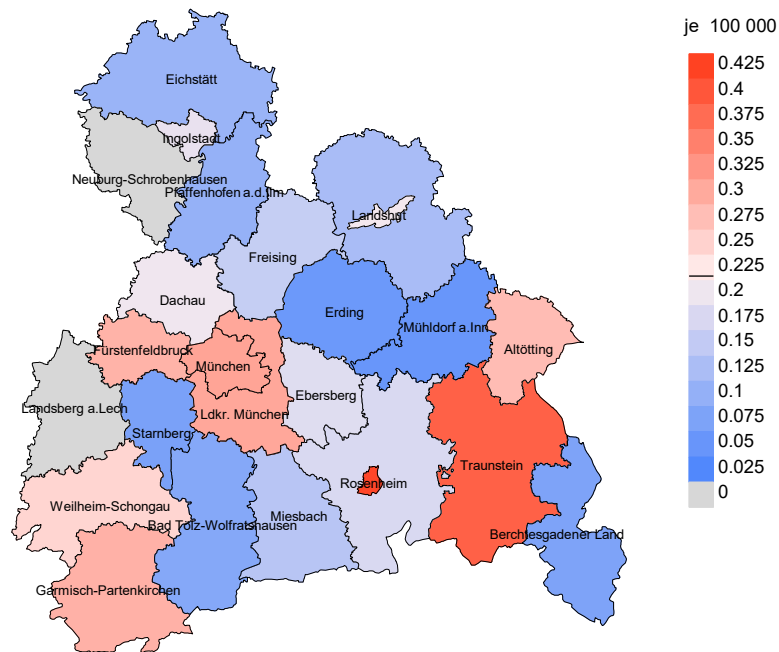 je 100 000
0.425
0.4
0.375
0.35
0.325
0.3
0.275
0.25
0.225
0.2
0.175
0.15
0.125
0.1
0.075
0.05
0.025
0
Eichstätt
Ingolstadt
Neuburg-Schrobenhausen
Pfaffenhofen a.d.Ilm
Landshut
Freising
Dachau
Erding
Mühldorf a.Inn
Altötting
Fürstenfeldbruck
München
Ebersberg
Landsberg a.Lech
Ldkr. München
Starnberg
Traunstein
Rosenheim
Weilheim-Schongau
Miesbach
Bad Tölz-Wolfratshausen
Berchtesgadener Land
Garmisch-Partenkirchen